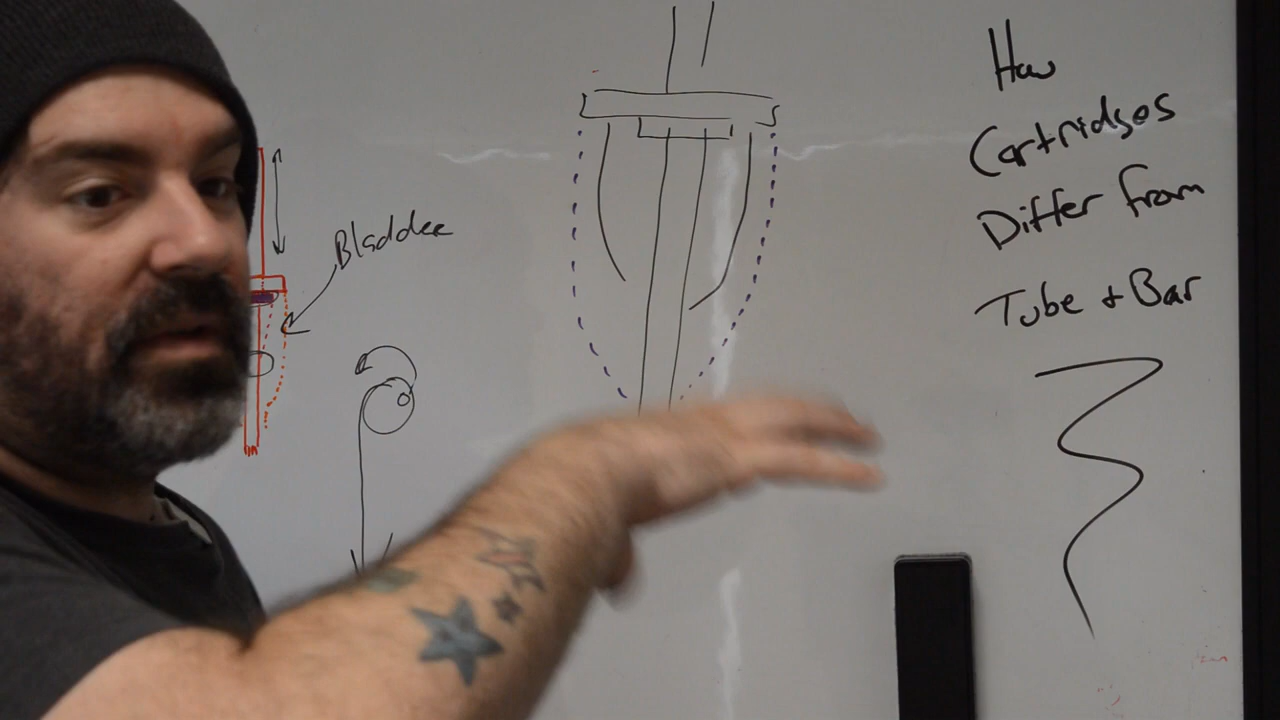 How
Cartridges
Differ from
Tube + Bar
Bladder